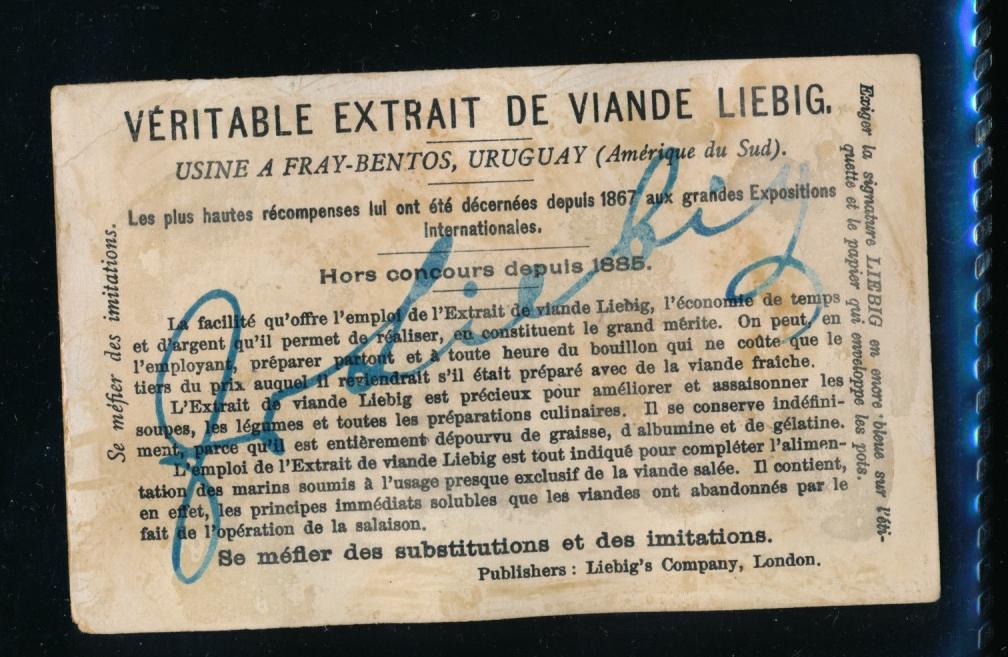 VÉRITABLE EXTRAIT DE VIANDE LIEBIG.
USINE A FRAY-BENTOS, URUGUAY (Amérique du Sud).
Les plus hautes récompenses lui ont été décernées depuis 1867 aux grandes Expositions
Internationales.
Hors concours depuis 1885.
La facilité qu'offre l'emploi de l'Extrait de viande Liebig, l'économie de temps
et d'argent qu'il permet de réaliser, en constituent le grand mérite. On peut, en
l'employant, préparer partout et à toute heure du bouillon qui ne coûte que le
tiers du prix auquel il reviendrait s'il était préparé avec de la viande fraîche.
L'Extrait de viande Liebig est précieux pour améliorer et assaisonner les
soupes, les légumes et toutes les préparations culinaires. Il se conserve indéfini-
ment, parce qu'il est entièrement dépourvu de graisse, d'albumine et de gélatine.
L'emploi de l'Extrait de viande Liebig est tout indiqué pour compléter l'alimen-
tation des marins soumis à l'usage presque exclusif de la viande salée. Il contient,
en effet, les principes immédiats solubles que les viandes ont abandonnés par le
fait de l'opération de la salaison.
Se méfier des substitutions et des imitations.
Publishers: Liebig's Company, London.
Se méfier des imitations.
Exiger la signature LIEBIG en encre bleue sur l'éti-
quette et le papier qui enveloppe les pots.
JvLiebig